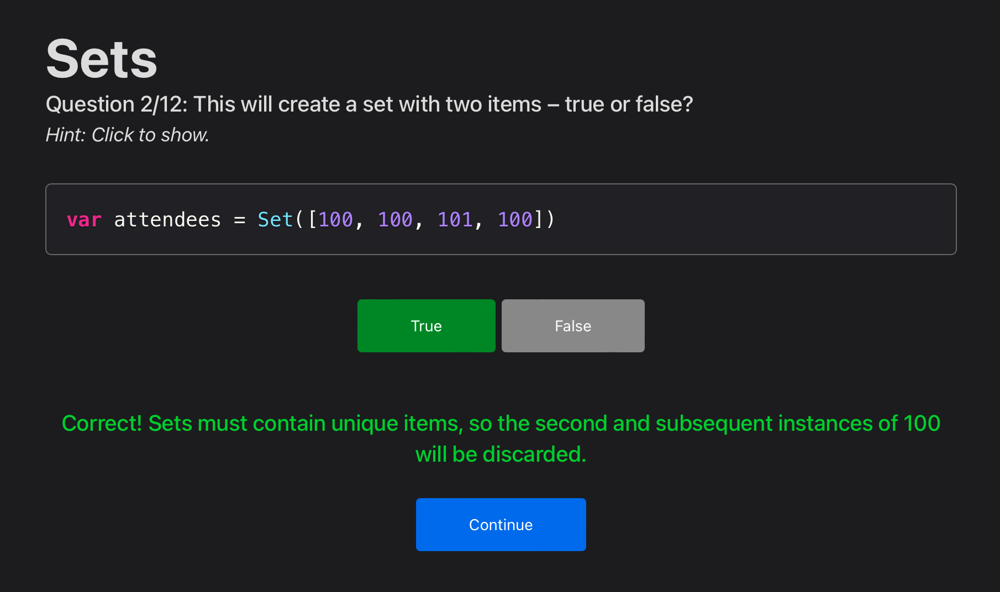 Sets
Question 2/12: This will create a set with two items – true or false?
Hint: Click to show.
var attendees = Set([100, 100, 101, 100])
True
False
Correct! Sets must contain unique items, so the second and subsequent instances of 100
will be discarded.
Continue